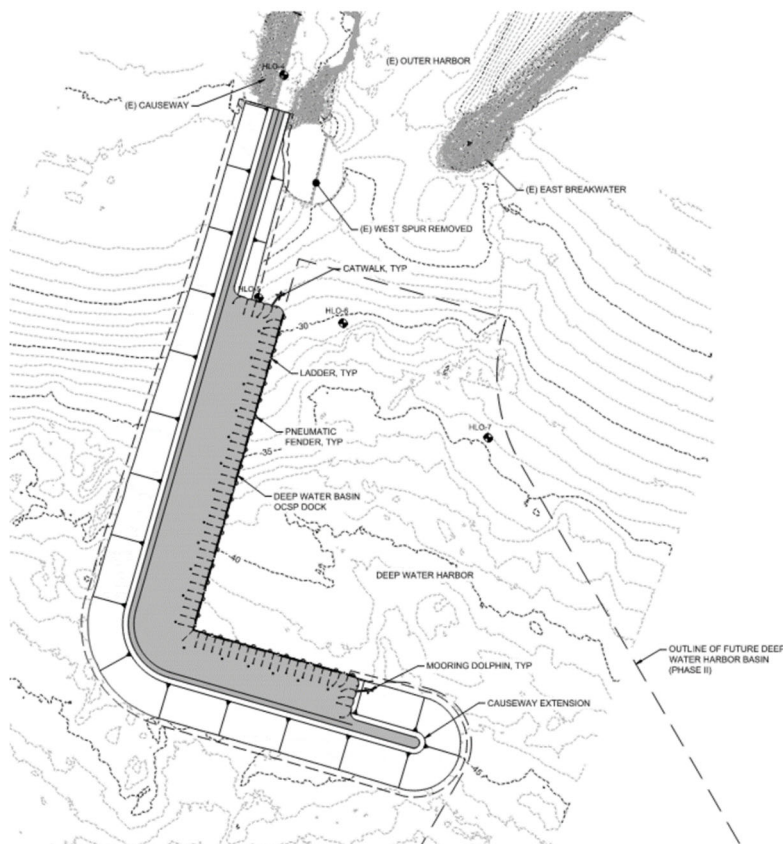 (E) OUTER HARBOR
(E) CAUSEWAY
(E) EAST BREAKWATER
(E) WEST SPUR REMOVED
CATWALK, TYP
HLO-5
HLO-6
-30
LADDER, TYP
PNEUMATIC
FENDER, TYP
HLO-7
-35
DEEP WATER BASIN
OCSP DOCK
-40
DEEP WATER HARBOR
OUTLINE OF FUTURE DEEP
WATER HARBOR BASIN
(PHASE II)
MOORING DOLPHIN, TYP
CAUSEWAY EXTENSION
-45